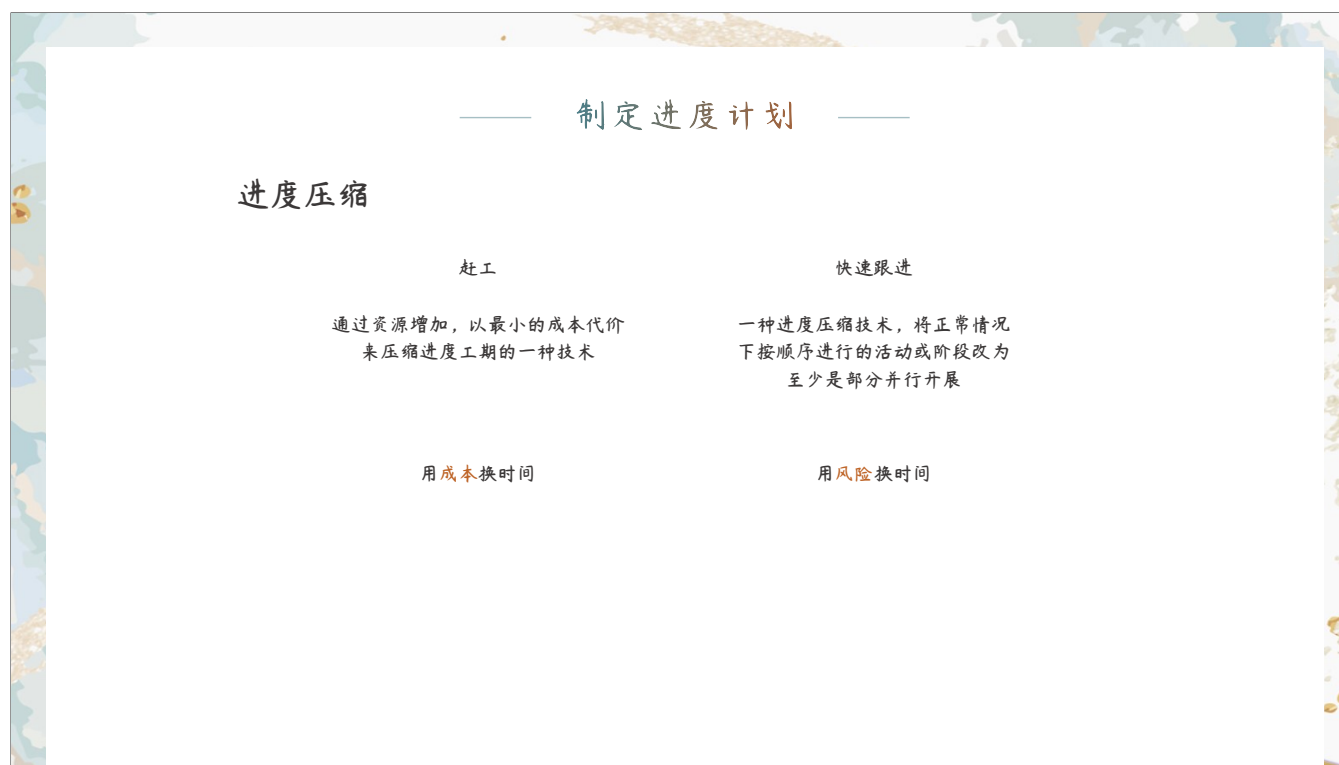 制定进度计划
进度压缩
赶工
通过资源增加，以最小的成本代价
来压缩进度工期的一种技术
用成本换时间
快速跟进
一种进度压缩技术，将正常情况
下按顺序进行的活动或阶段改为
至少是部分并行开展
用风险换时间